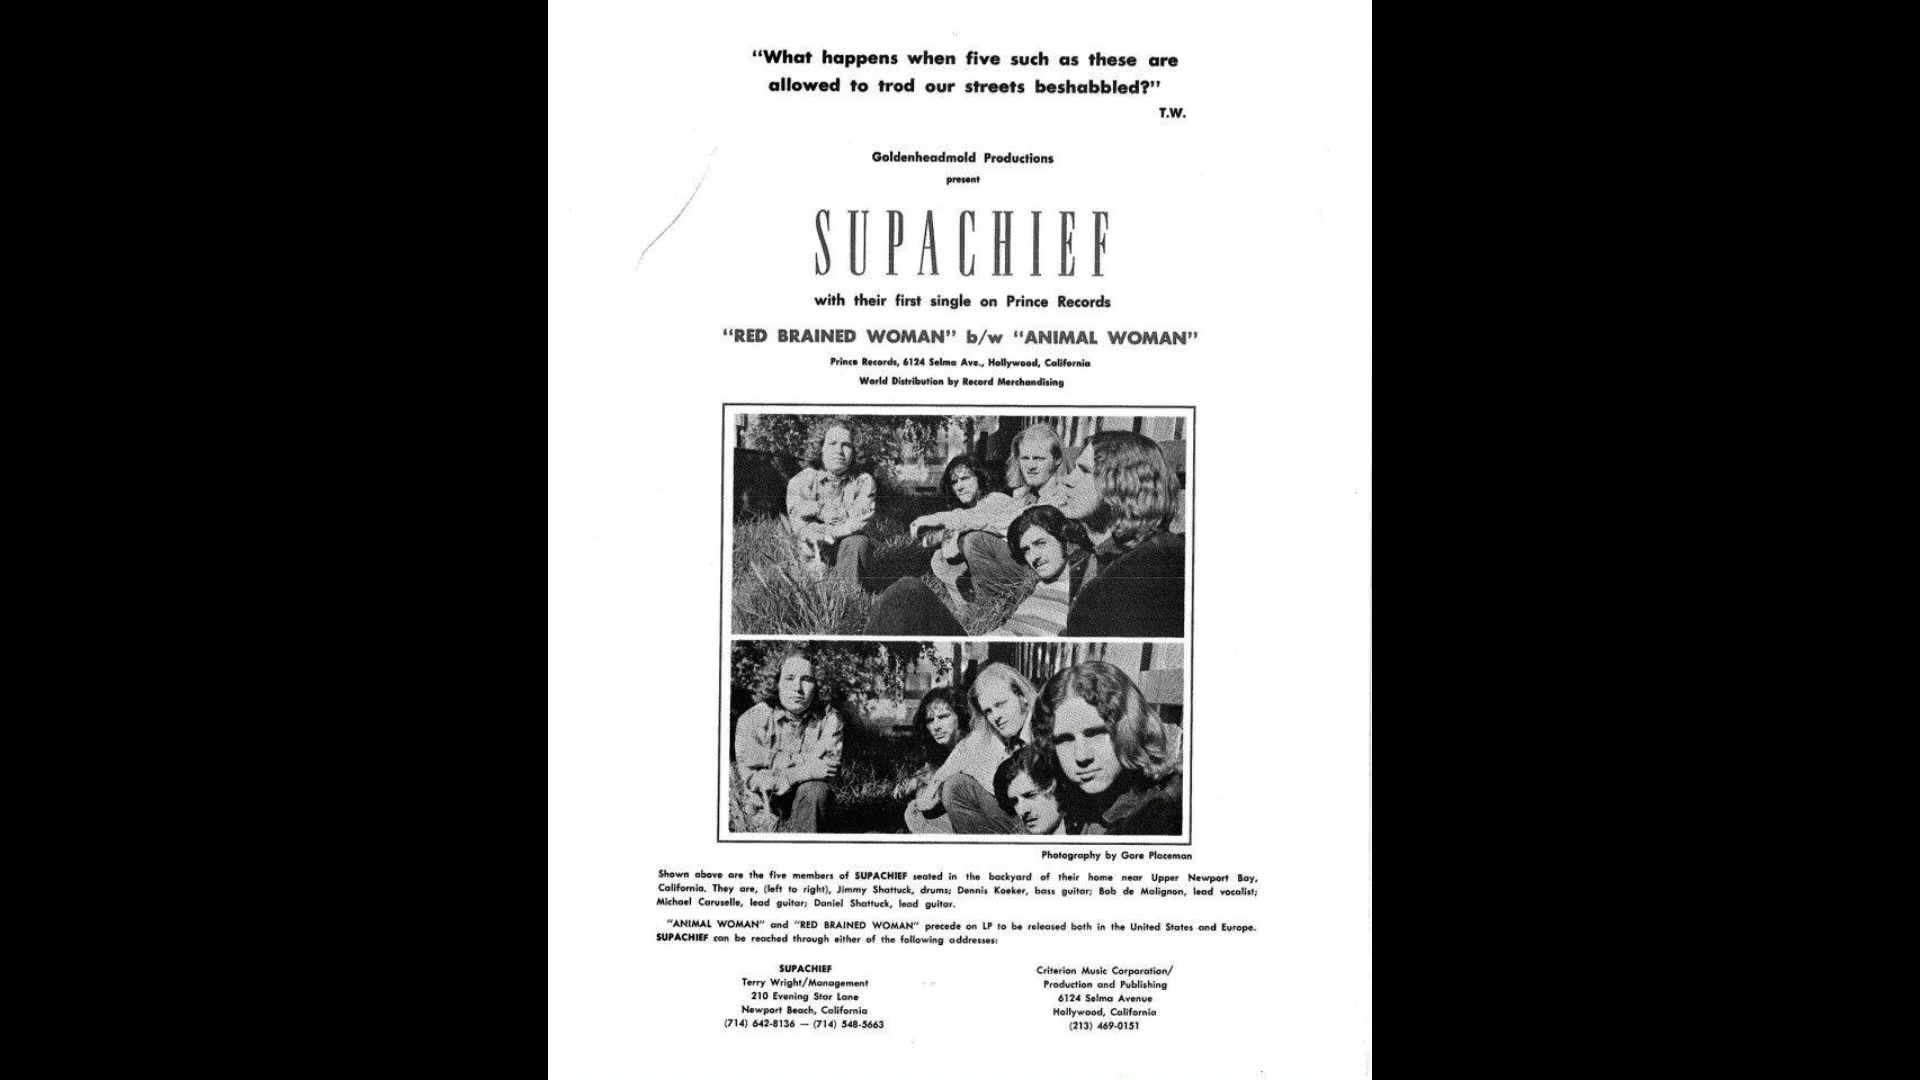 “What happens when five such as these are
allowed to trod our streets beshabbled?”
T.W.
Goldenheadmold Productions
present
SUPACHIEF
with their first single on Prince Records
“RED BRAINED WOMAN” b/w “ANIMAL WOMAN”
Prince Records, 6124 Selma Ave., Hollywood, California
World Distribution by Record Merchandising
Photography by Gore Placeman
Shown above are the five members of SUPACHIEF seated in the backyard of their home near Upper Newport Bay,
California. They are, (left to right), Jimmy Shattuck, drums; Dennis Koeker, bass guitar; Bob de Malignon, lead vocalist;
Michael Caruselle, lead guitar; Daniel Shattuck, lead guitar.
“ANIMAL WOMAN” and “RED BRAINED WOMAN” precede on LP to be released both in the United States and Europe.
SUPACHIEF can be reached through either of the following addresses:
SUPACHIEF
Terry Wright/Management
210 Evening Star Lane
Newport Beach, California
(714) 642-8136 — (714) 548-5663
Criterion Music Corporation/
Production and Publishing
6124 Selma Avenue
Hollywood, California
(213) 469-0151